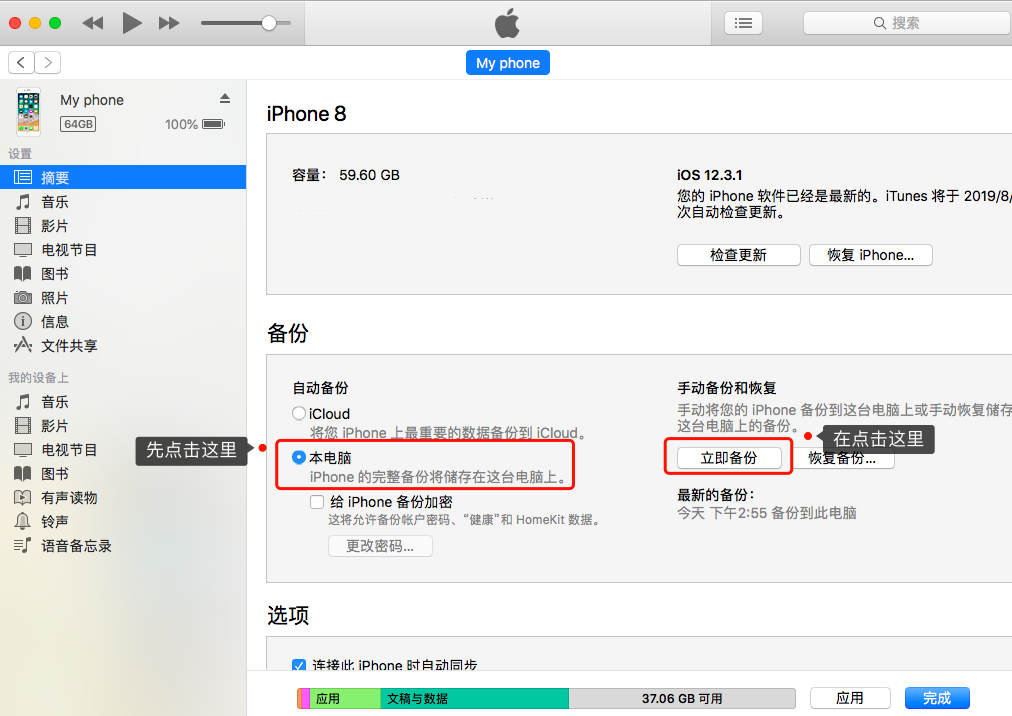 搜索
My phone
My phone
64GB
100%
设置
摘要
音乐
影片
电视节目
图书
照片
信息
文件共享
我的设备上
音乐
影片
电视节目
图书
有声读物
铃声
语音备忘录
iPhone 8
容量： 59.60 GB
iOS 12.3.1
您的 iPhone 软件已经是最新的。iTunes 将于 2019/8/
次自动检查更新。
检查更新
恢复 iPhone...
备份
自动备份
iCloud
将您 iPhone 上最重要的数据备份到 iCloud。
先点击这里
本电脑
iPhone 的完整备份将储存在这台电脑上。
给 iPhone 备份加密
这将允许备份帐户密码、“健康”和 HomeKit 数据。
更改密码...
手动备份和恢复
手动将您的 iPhone 备份到这台电脑上或手动恢复储存
这台电脑上的备份。
在点击这里
立即备份
恢复备份...
最新的备份：
今天 下午2:55 备份到此电脑
选项
连接此 iPhone 时自动同步
应用
文稿与数据
37.06 GB 可用
应用
完成